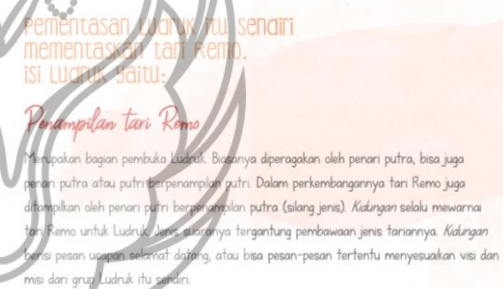 Pementasan Ludruk itu sendiri
mementaskan tari Remo.
isi Ludruk yaitu:
Penampilan tari Remo
Merupakan bagian pembuka Ludruk. Biasanya diperagakan oleh penari putra, bisa juga
penari putra atau putri berpenampilan putri. Dalam perkembangannya tari Remo juga
ditampilkan oleh penari putri berpenampilan putra (silang jenis). Kidungan selalu mewarnai
tari Remo untuk Ludruk. Jenis suaranya tergantung pembawaan jenis tariannya. Kidungan
berisi pesan ucapan selamat datang, atau bisa pesan-pesan tertentu menyesuaikan visi dan
misi dari grup Ludruk itu sendiri.